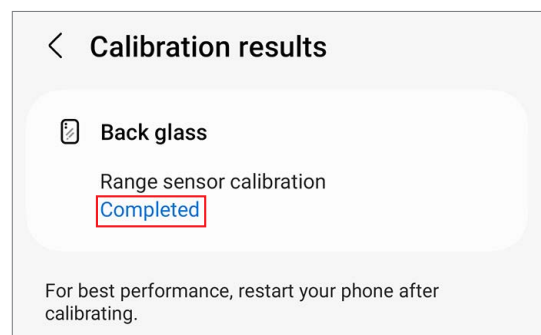 Calibration results
Back glass
Range sensor calibration
Completed
For best performance, restart your phone after
calibrating.